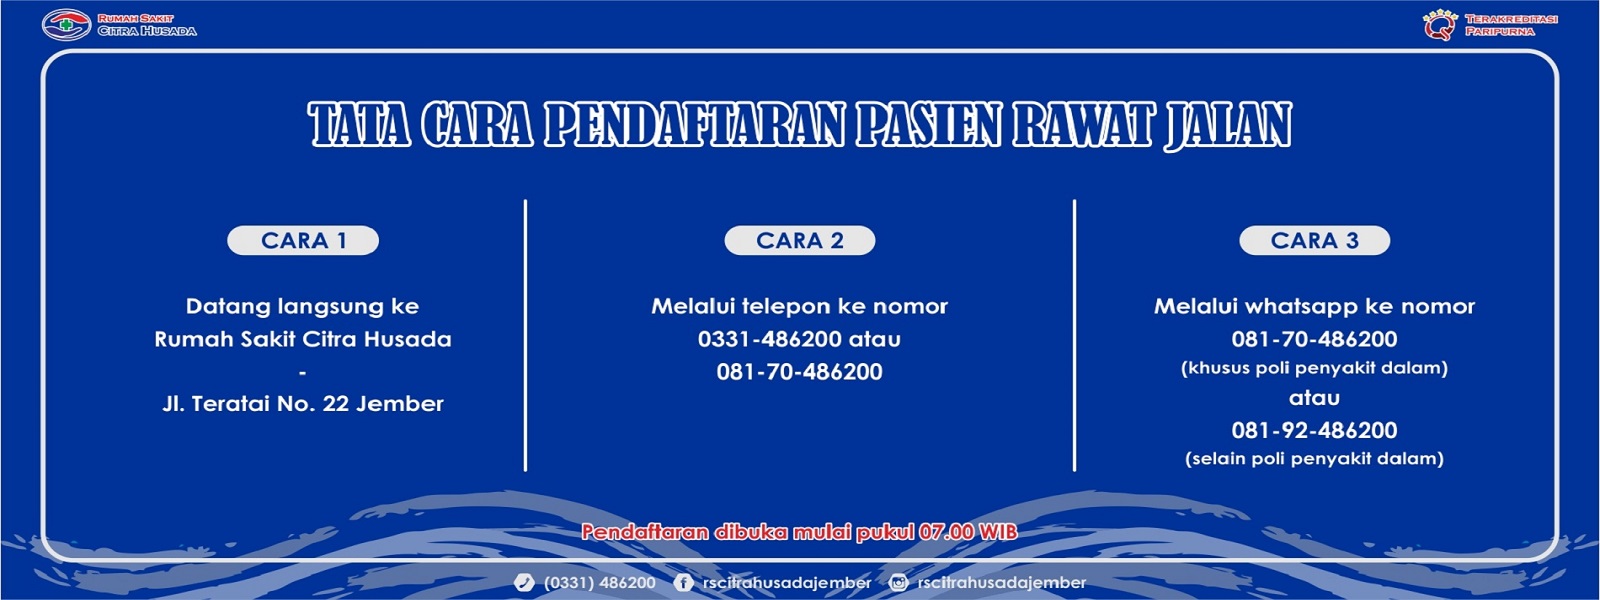 RUMAH SAKIT
CITRA HUSADA
TERAKREDITASI
PARIPURNA
TATA CARA PENDAFTARAN PASIEN RAWAT JALAN
CARA 1
Datang langsung ke
Rumah Sakit Citra Husada
-
Jl. Teratai No. 22 Jember
CARA 2
Melalui telepon ke nomor
0331-486200 atau
081-70-486200
CARA 3
Melalui whatsapp ke nomor
081-70-486200
(khusus poli penyakit dalam)
atau
081-92-486200
(selain poli penyakit dalam)
Pendaftaran dibuka mulai pukul 07.00 WIB
(0331) 486200 rscitrahusadajember rscitrahusadajember